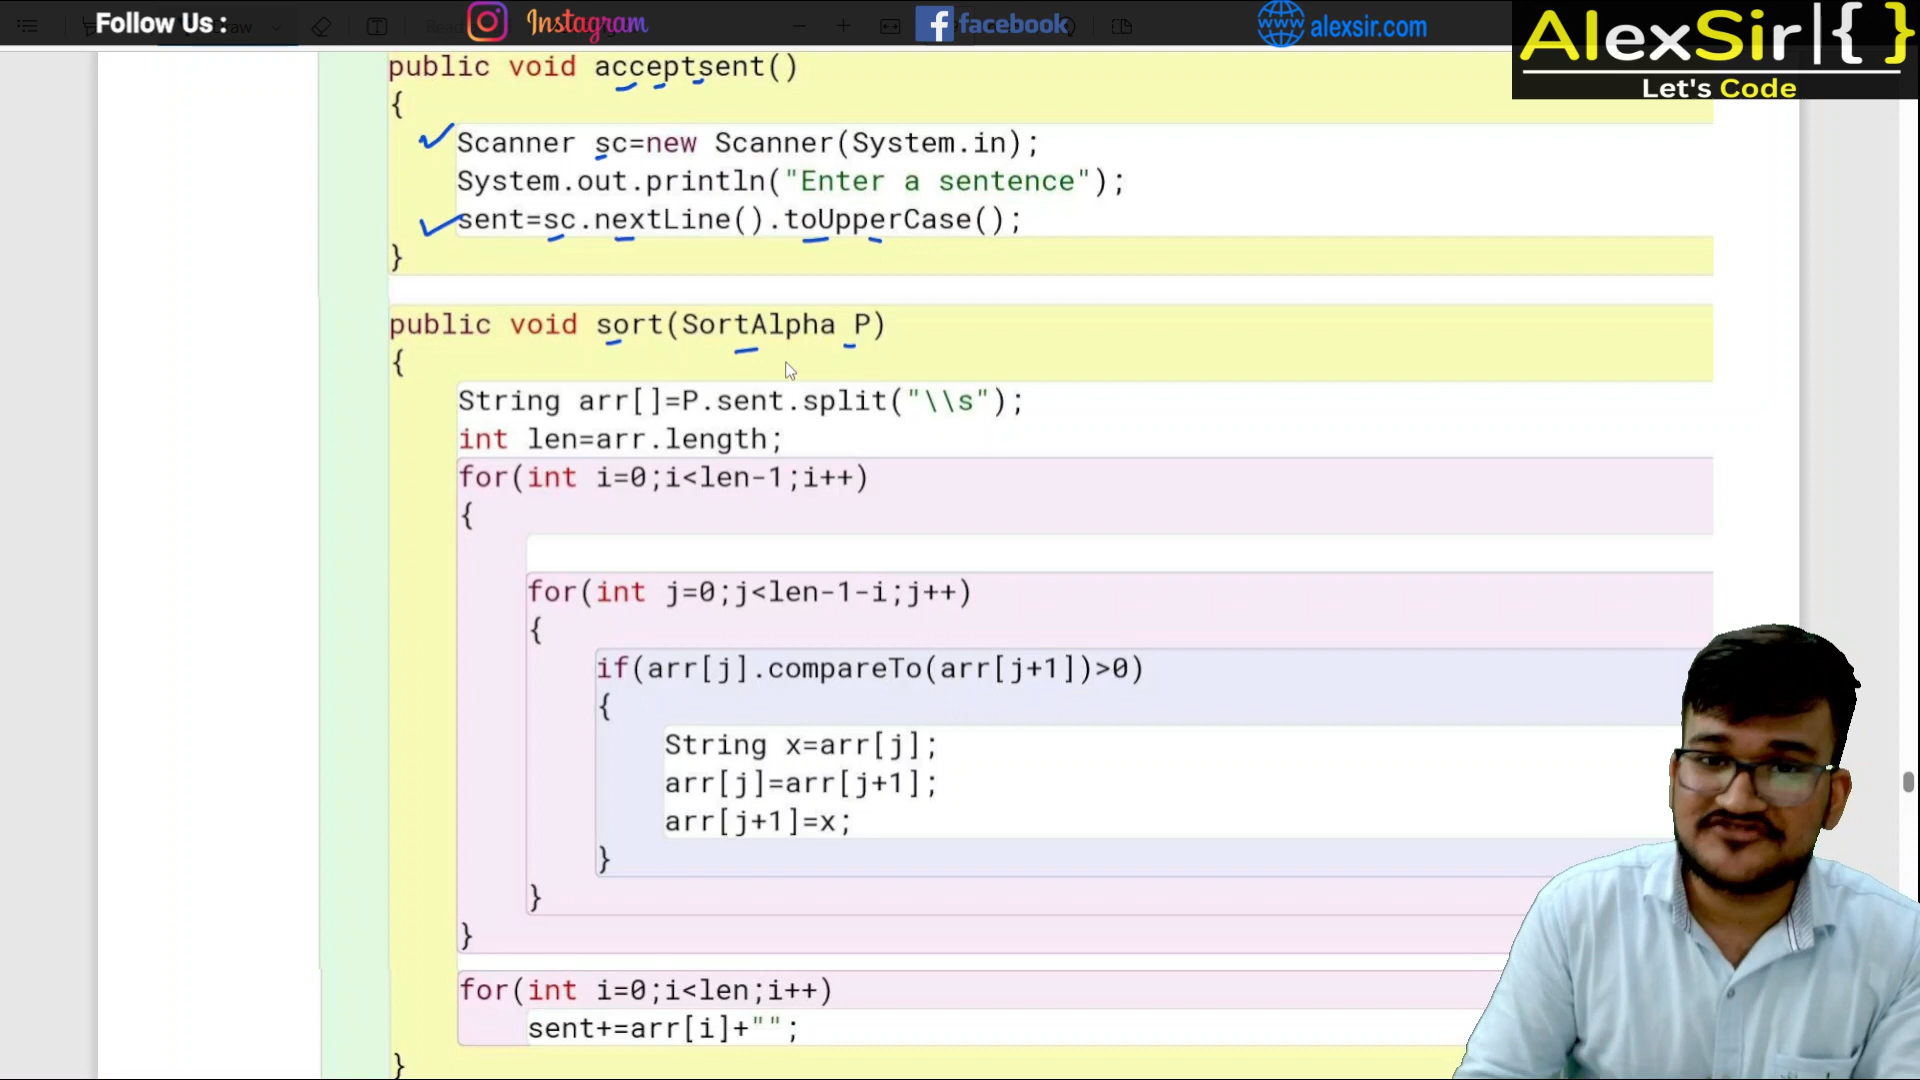 Follow Us :
Instagram
facebook
www alexsir.com
AlexSir|{ }
Let's Code
public void acceptsent()
{
Scanner sc=new Scanner(System.in);
System.out.println("Enter a sentence");
sent=sc.nextLine().toUpperCase();
}
public void sort(SortAlpha P)
{
String arr[]=P.sent.split("\\s");
int len=arr.length;
for(int i=0;i<len-1;i++)
{
for(int j=0;j<len-1-i;j++)
{
if(arr[j].compareTo(arr[j+1])>0)
{
String x=arr[j];
arr[j]=arr[j+1];
arr[j+1]=x;
}
}
}
for(int i=0;i<len;i++)
sent+=arr[i]+"";
}